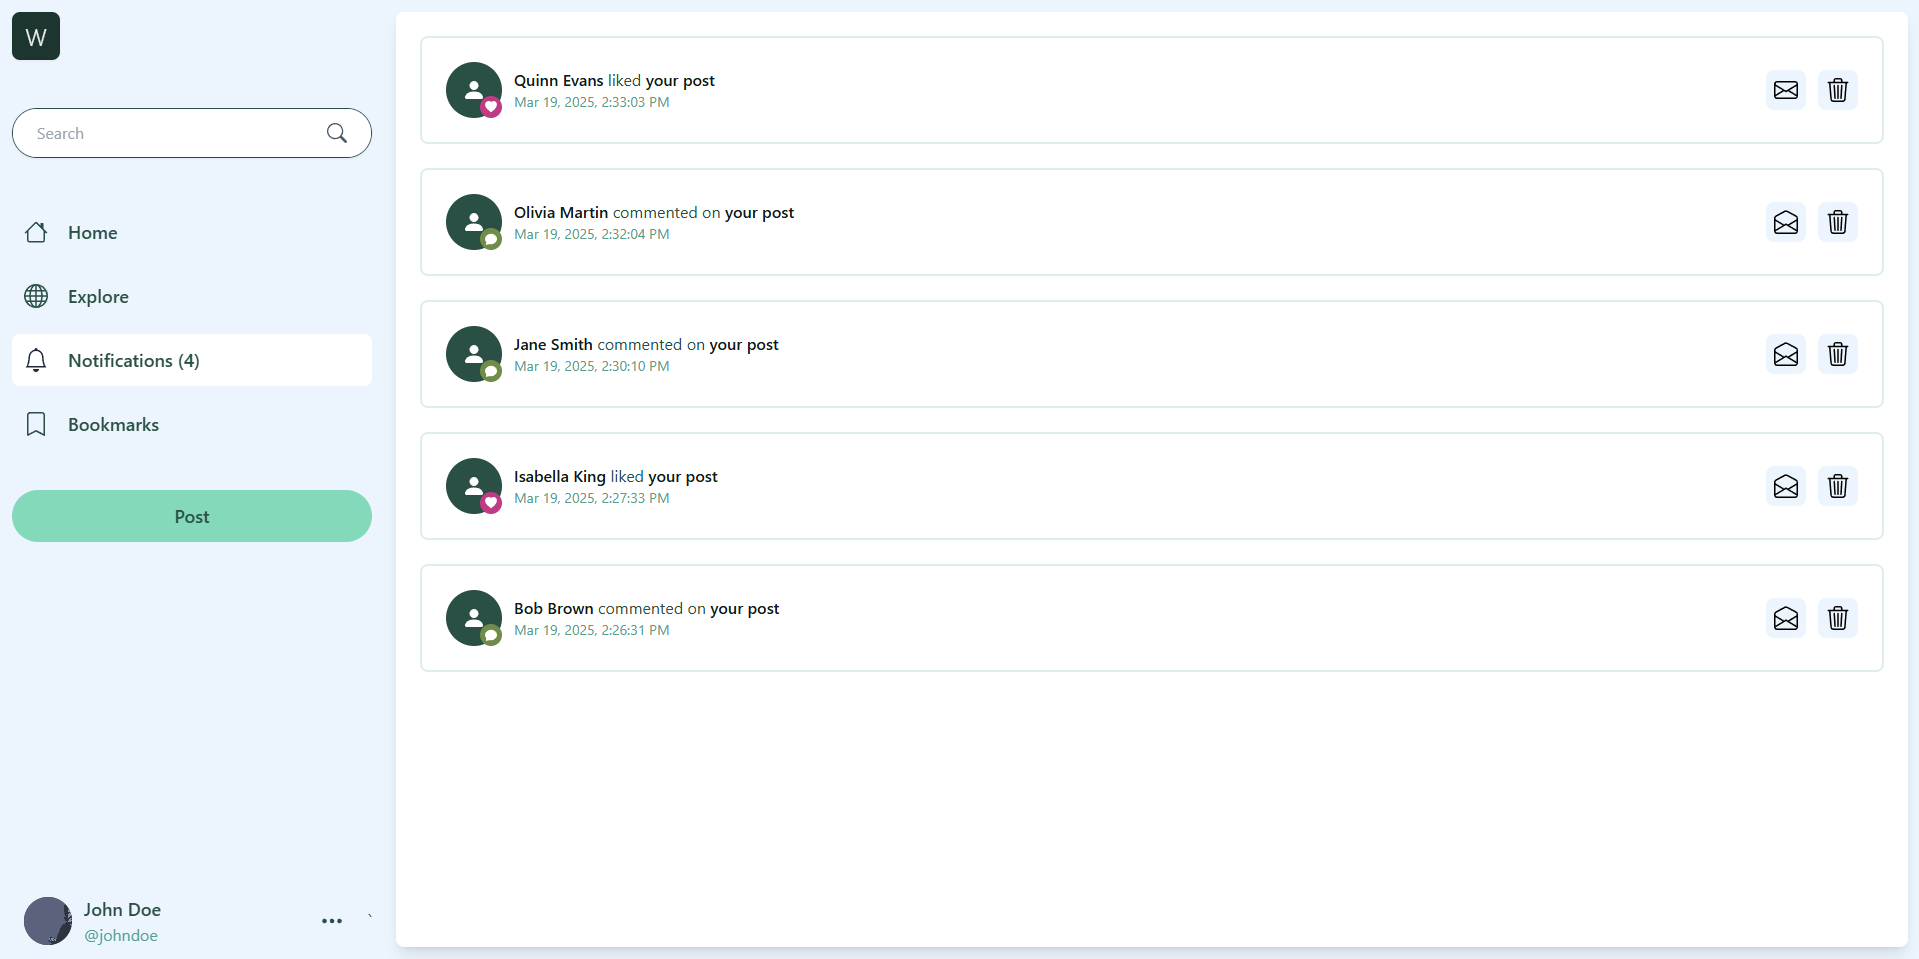 W
Search
Home
Explore
Notifications (4)
Bookmarks
Post
John Doe
@johndoe
`
Quinn Evans liked your post
Mar 19, 2025, 2:33:03 PM
Olivia Martin commented on your post
Mar 19, 2025, 2:32:04 PM
Jane Smith commented on your post
Mar 19, 2025, 2:30:10 PM
Isabella King liked your post
Mar 19, 2025, 2:27:33 PM
Bob Brown commented on your post
Mar 19, 2025, 2:26:31 PM